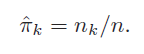 π̂ₖ = nₖ/n.